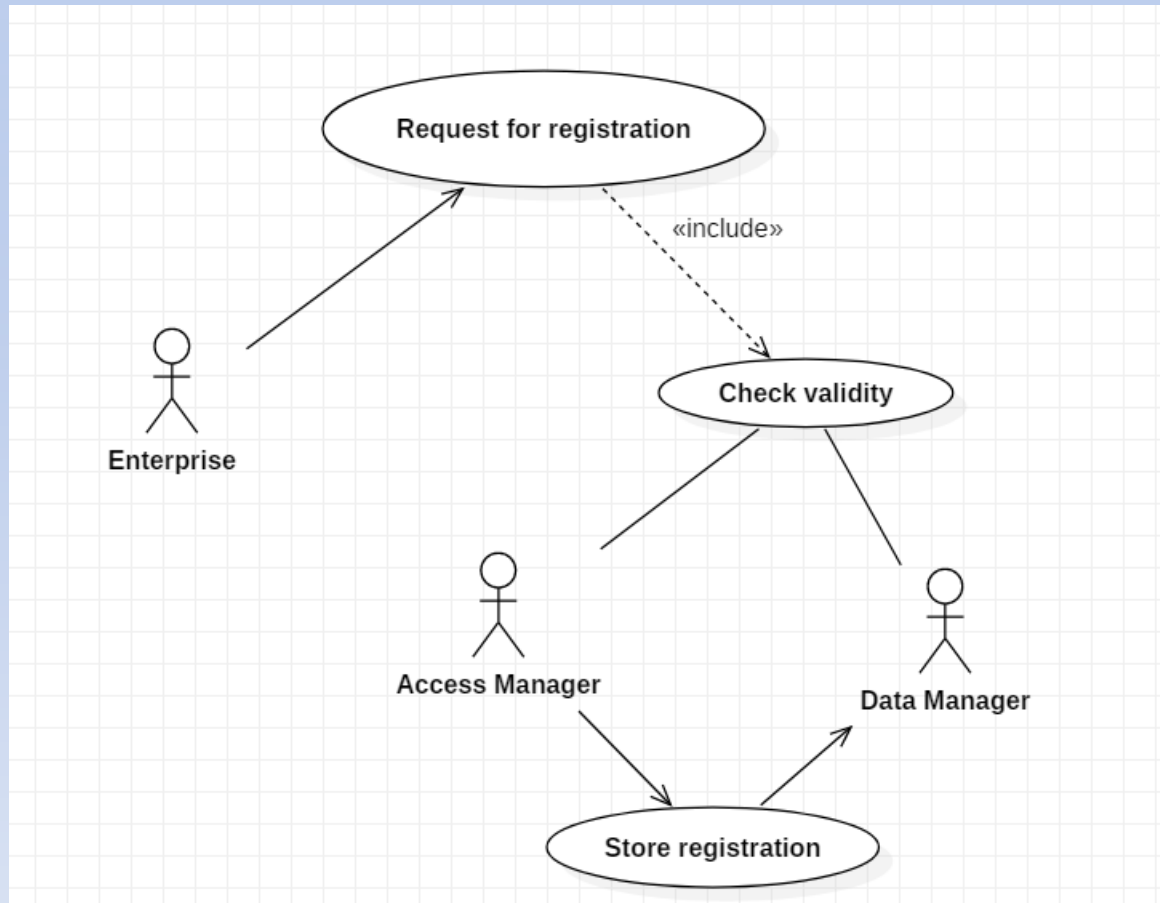 Request for registration
«include»
Check validity
Enterprise
Access Manager
Data Manager
Store registration